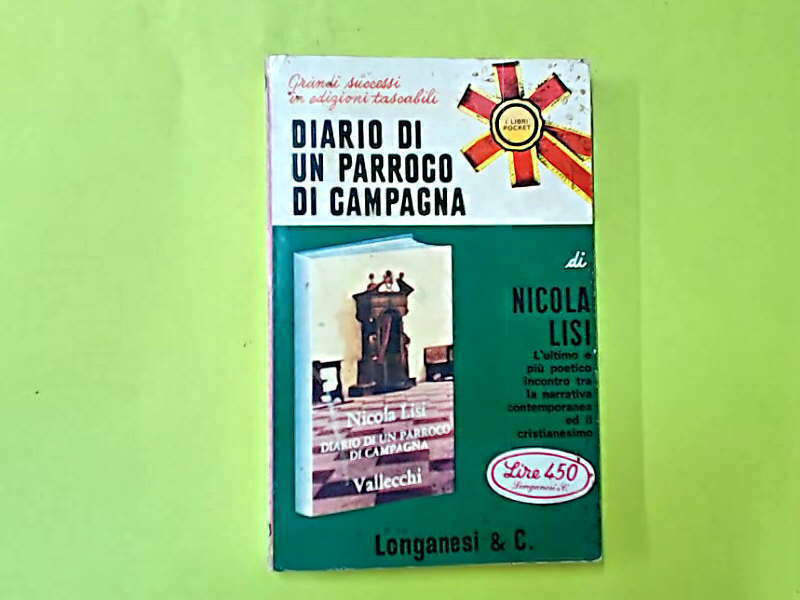 Grandi successi
in edizioni tascabili
I LIBRI
POCKET
DIARIO DI
UN PARROCO
DI CAMPAGNA
di
NICOLA
LISI
L'ultimo e
più poetico
incontro tra
la narrativa
contemporanea
ed il
cristianesimo
Nicola Lisi
DIARIO DI UN PARROCO
DI CAMPAGNA
Vallecchi
Lire 450
Longanesi & C.
Longanesi & C.